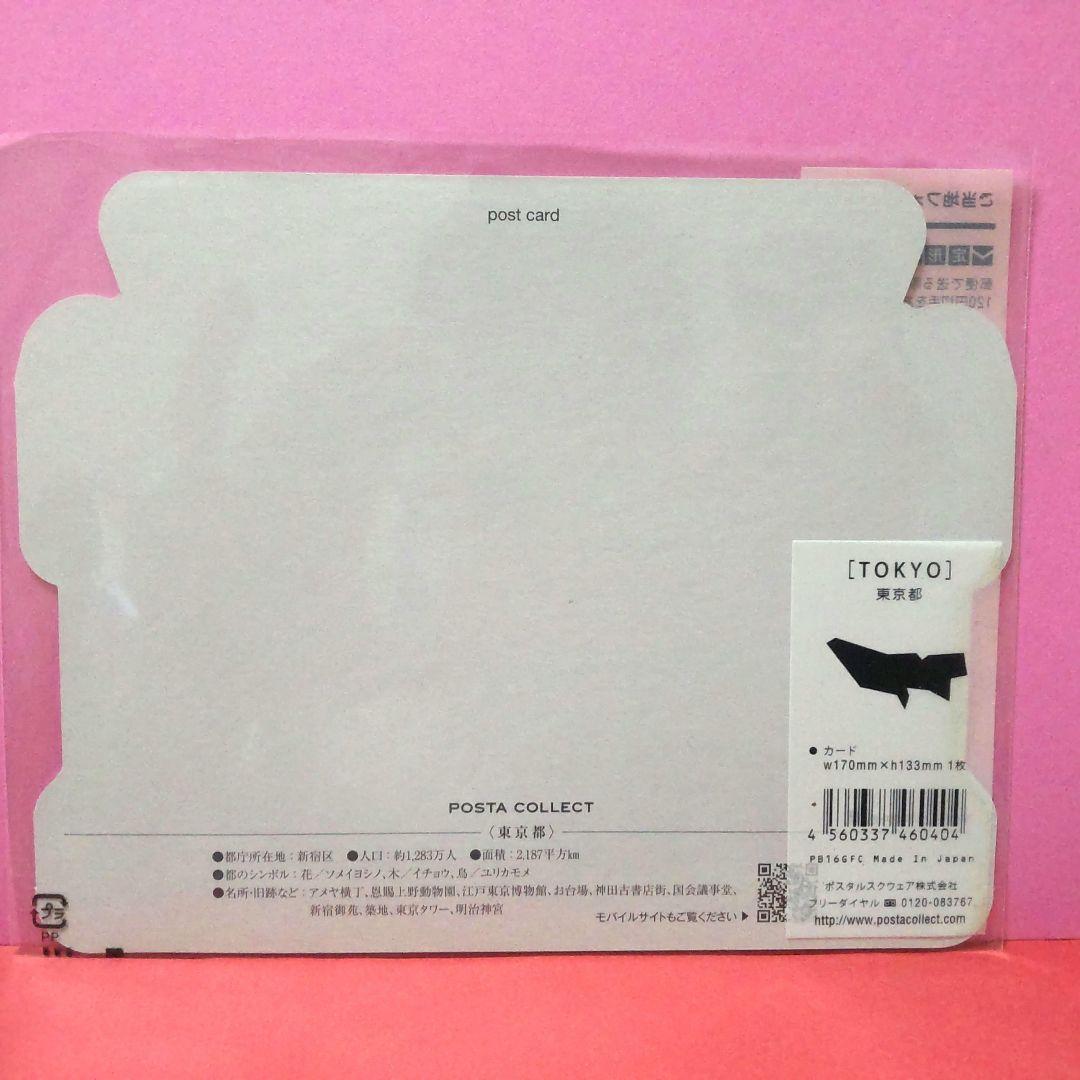 post card
[TOKYO]
東京都
● カード
w170mm×h133mm 1枚
4 560337 460404
PB16GFC Made In Japan
ポスタルスクウェア株式会社
フリーダイヤル 0120-083767
http://www.postacollect.com
POSTA COLLECT
〈東京都〉
●都庁所在地：新宿区 ●人口：約1,283万人 ●面積：2,187平方㎞
●都のシンボル：花／ソメイヨシノ、木／イチョウ、鳥／ユリカモメ
●名所・旧跡など：アメヤ横丁、恩賜上野動物園、江戸東京博物館、お台場、神田古書店街、国会議事堂、
新宿御苑、築地、東京タワー、明治神宮
モバイルサイトもご覧ください ▶
プラ
PP